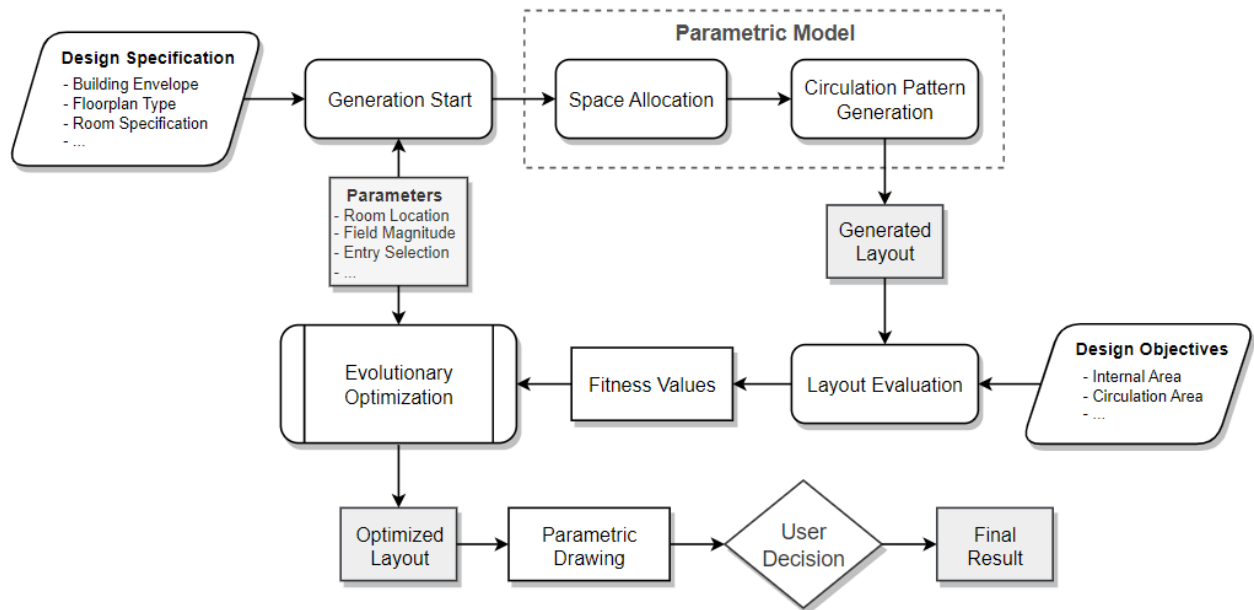 Parametric Model
Design Specification
- Building Envelope
- Floorplan Type
- Room Specification
- ...
Generation Start
Space Allocation
Circulation Pattern
Generation
Parameters
- Room Location
- Field Magnitude
- Entry Selection
- ...
Generated
Layout
Evolutionary
Optimization
Fitness Values
Layout Evaluation
Design Objectives
- Internal Area
- Circulation Area
- ...
Optimized
Layout
Parametric
Drawing
User
Decision
Final
Result